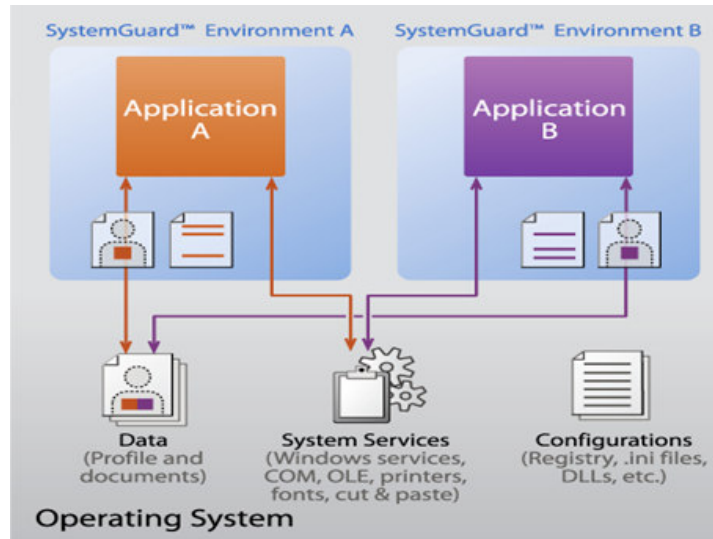 SystemGuard™ Environment A
SystemGuard™ Environment B
Application
A
Application
B
Data
(Profile and
documents)
System Services
(Windows services,
COM, OLE, printers,
fonts, cut & paste)
Configurations
(Registry, .ini files,
DLLs, etc.)
Operating System